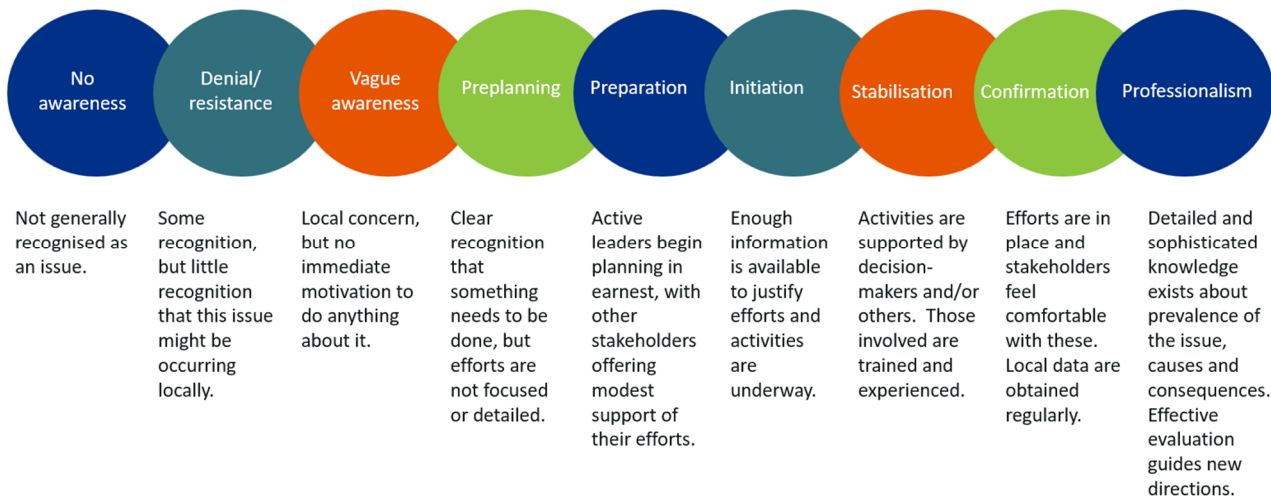 No
awareness
Denial/
resistance
Vague
awareness
Preplanning
Preparation
Initiation
Stabilisation
Confirmation
Professionalism
Not generally
recognised as
an issue.
Some
recognition,
but little
recognition
that this issue
might be
occurring
locally.
Local concern,
but no
immediate
motivation to
do anything
about it.
Clear
recognition
that
something
needs to be
done, but
efforts are
not focused
or detailed.
Active
leaders begin
planning in
earnest, with
other
stakeholders
offering
modest
support of
their efforts.
Enough
information
is available
to justify
efforts and
activities
are
underway.
Activities are
supported by
decision-
makers and/or
others.  Those
involved are
trained and
experienced.
Efforts are in
place and
stakeholders
feel
comfortable
with these.
Local data are
obtained
regularly.
Detailed and
sophisticated
knowledge
exists about
prevalence of
the issue,
causes and
consequences.
Effective
evaluation
guides new
directions.